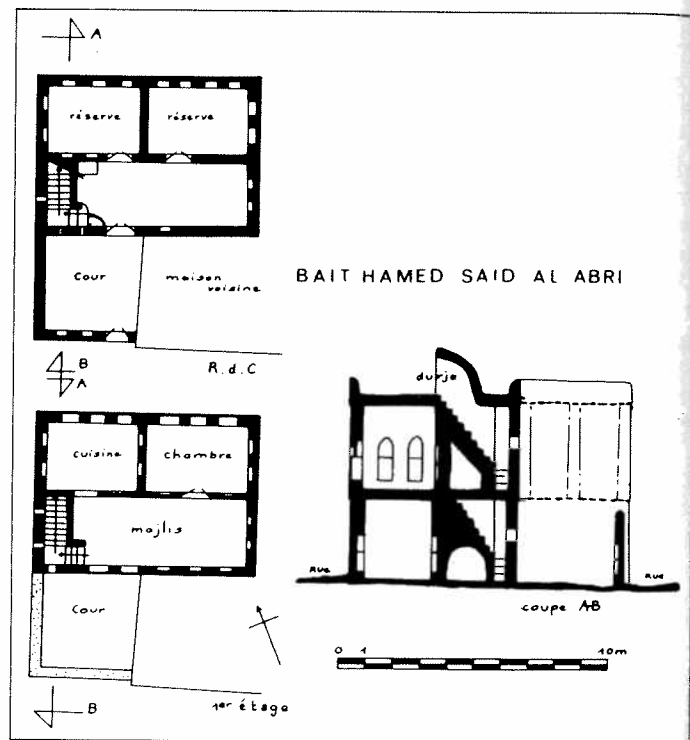 A
réserve réserve
cour maison
voisine
BAIT HAMED SAID AL ABRI
B
A
R.d.C
durja
cuisine chambre
majlis
rue
rue
coupe AB
cour
0 1 10m
B
1er étage